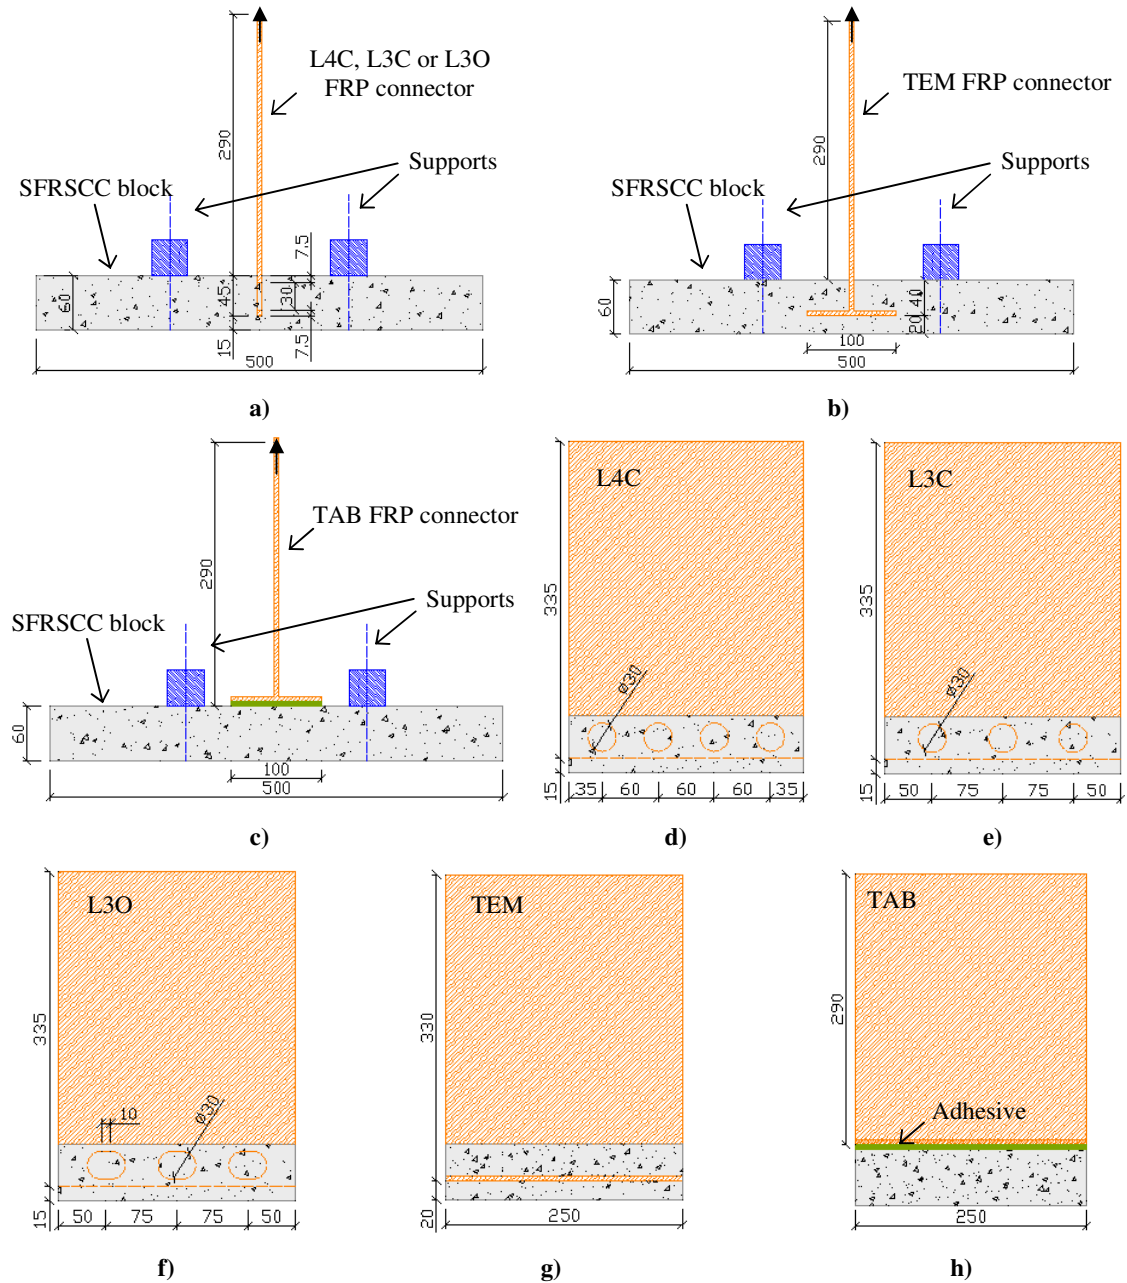 L4C, L3C or L3O
FRP connector
290
Supports
SFRSCC block
7.5
60
45
30
15
7.5
500
a)
TEM FRP connector
290
Supports
SFRSCC block
60
40
20
100
500
b)
TAB FRP connector
290
Supports
SFRSCC block
60
100
500
c)
L4C
335
ø30
15
35 60 60 60 35
d)
L3C
335
ø30
15
50 75 75 50
e)
L3O
335
10
ø30
15
50 75 75 50
f)
TEM
330
20
250
g)
TAB
290
Adhesive
250
h)